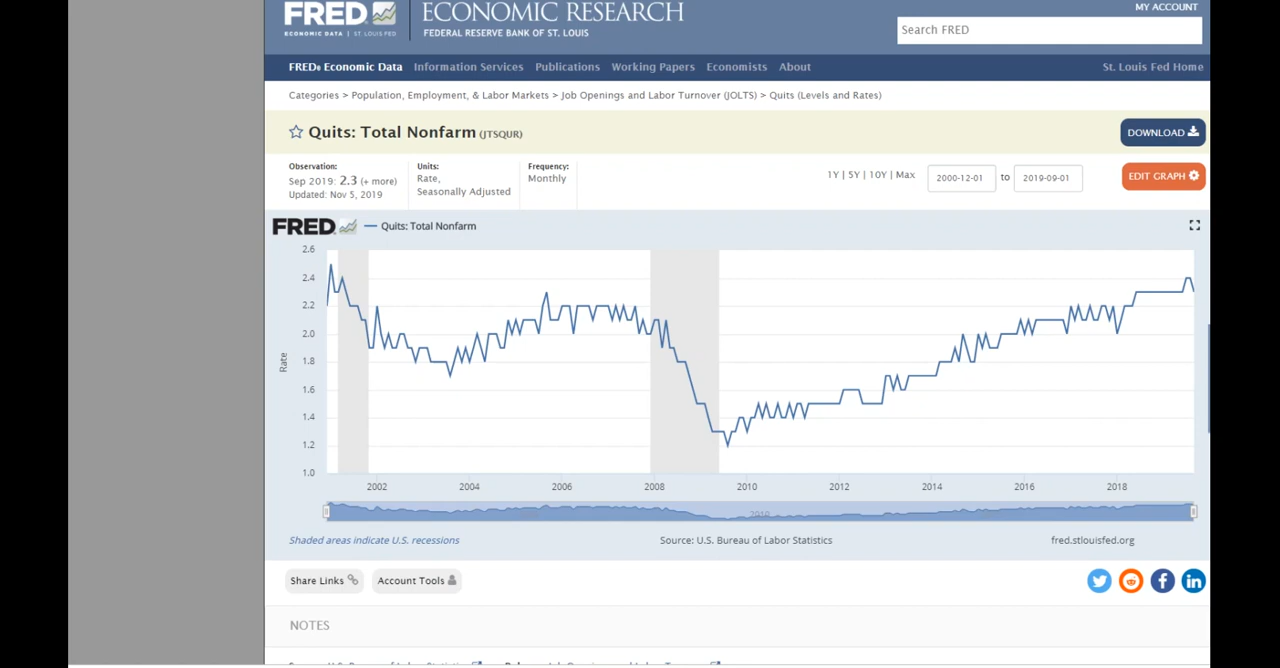 FRED
ECONOMIC DATA | ST. LOUIS FED
ECONOMIC RESEARCH
FEDERAL RESERVE BANK OF ST. LOUIS
MY ACCOUNT
Search FRED
FRED® Economic Data Information Services Publications Working Papers Economists About St. Louis Fed Home
Categories > Population, Employment, & Labor Markets > Job Openings and Labor Turnover (JOLTS) > Quits (Levels and Rates)
Quits: Total Nonfarm (JTSQUR)
DOWNLOAD
Observation:
Sep 2019: 2.3 (+ more)
Updated: Nov 5, 2019
Units:
Rate,
Seasonally Adjusted
Frequency:
Monthly
1Y | 5Y | 10Y | Max
2000-12-01 to 2019-09-01
EDIT GRAPH
FRED Quits: Total Nonfarm
2.6
2.4
2.2
2.0
1.8
1.6
1.4
1.2
1.0
Rate
2002 2004 2006 2008 2010 2012 2014 2016 2018
2010
Shaded areas indicate U.S. recessions
Source: U.S. Bureau of Labor Statistics
fred.stlouisfed.org
Share Links
Account Tools
NOTES